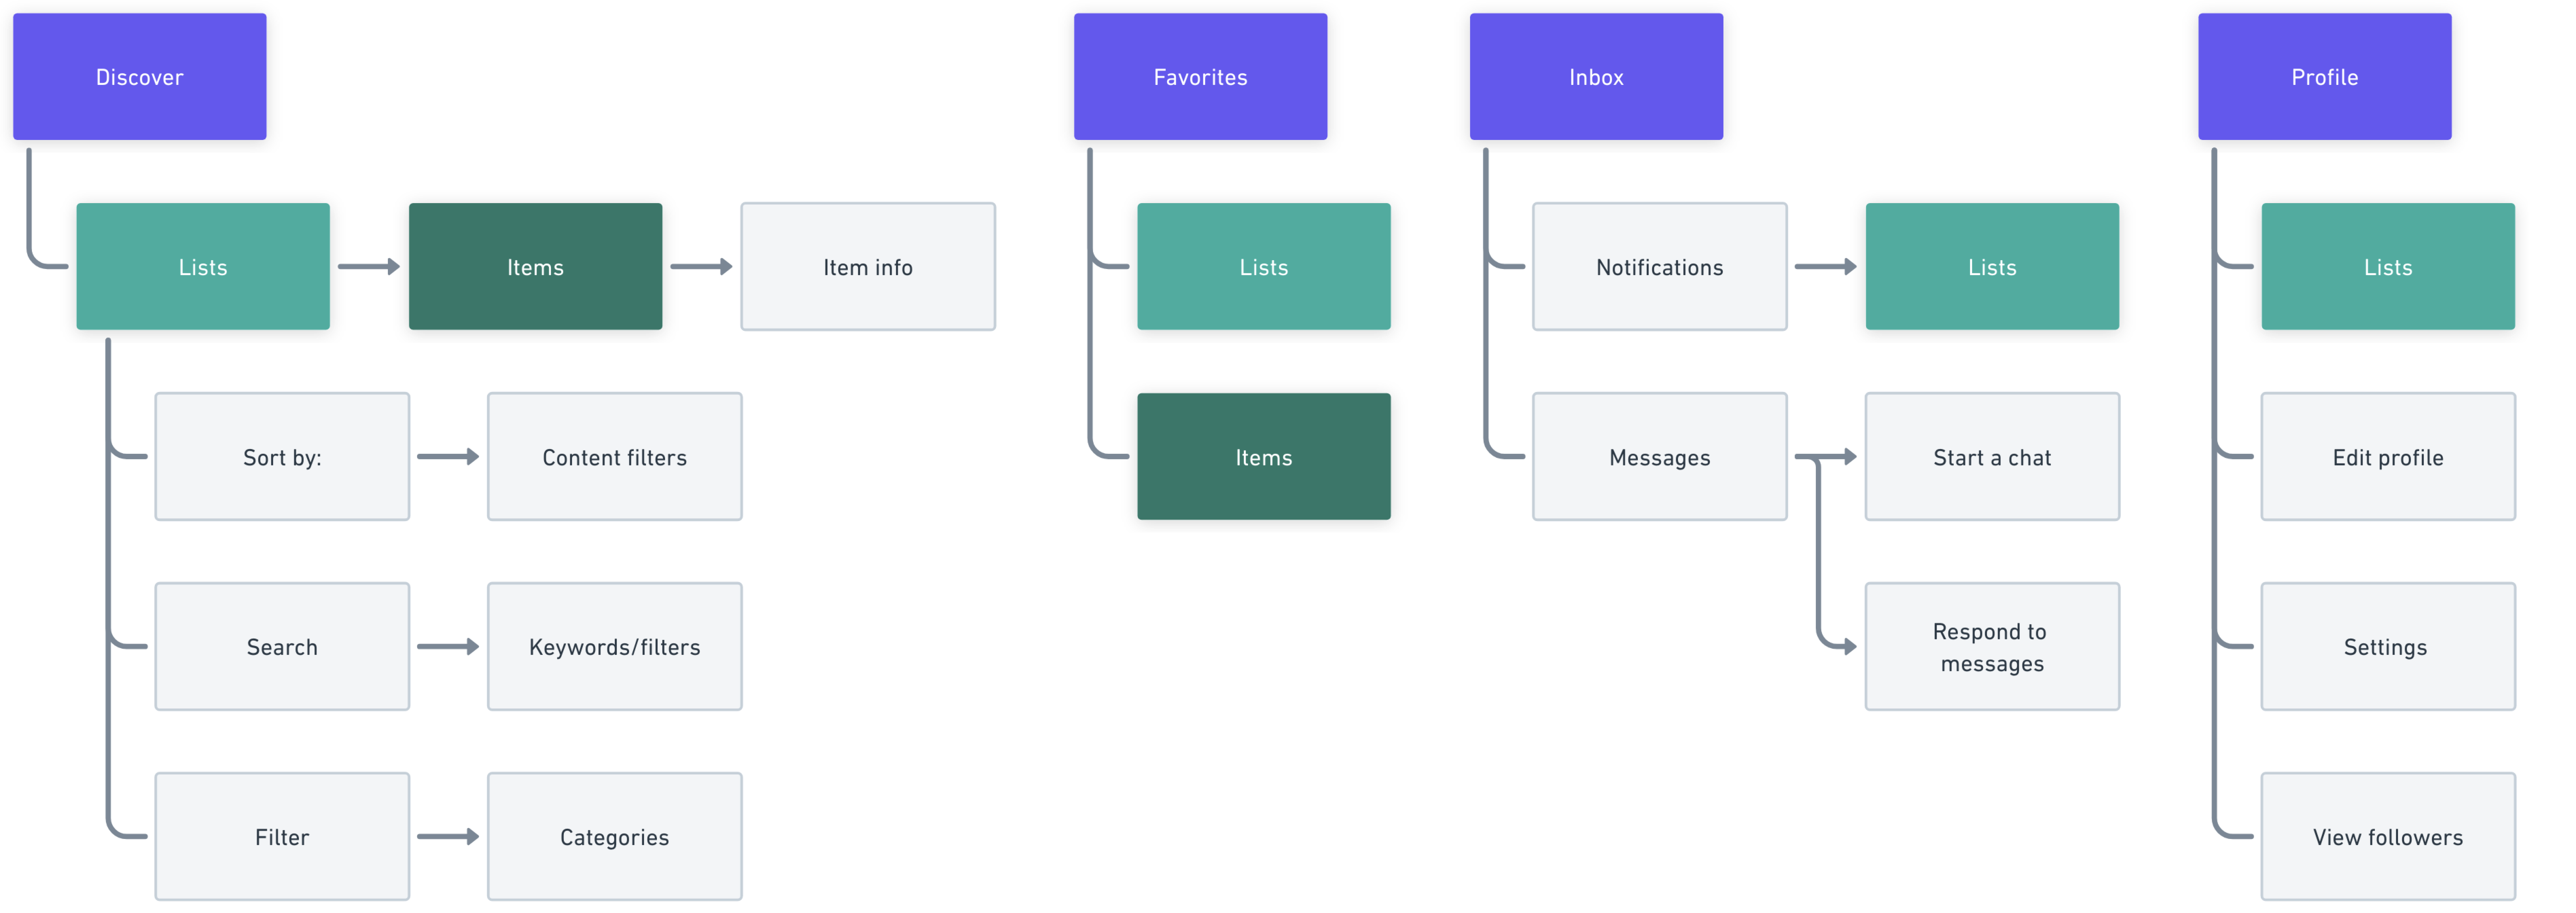 Discover
Favorites
Inbox
Profile
Lists
Items
Item info
Lists
Notifications
Lists
Lists
Sort by:
Content filters
Items
Messages
Start a chat
Edit profile
Search
Keywords/filters
Respond to
messages
Settings
Filter
Categories
View followers